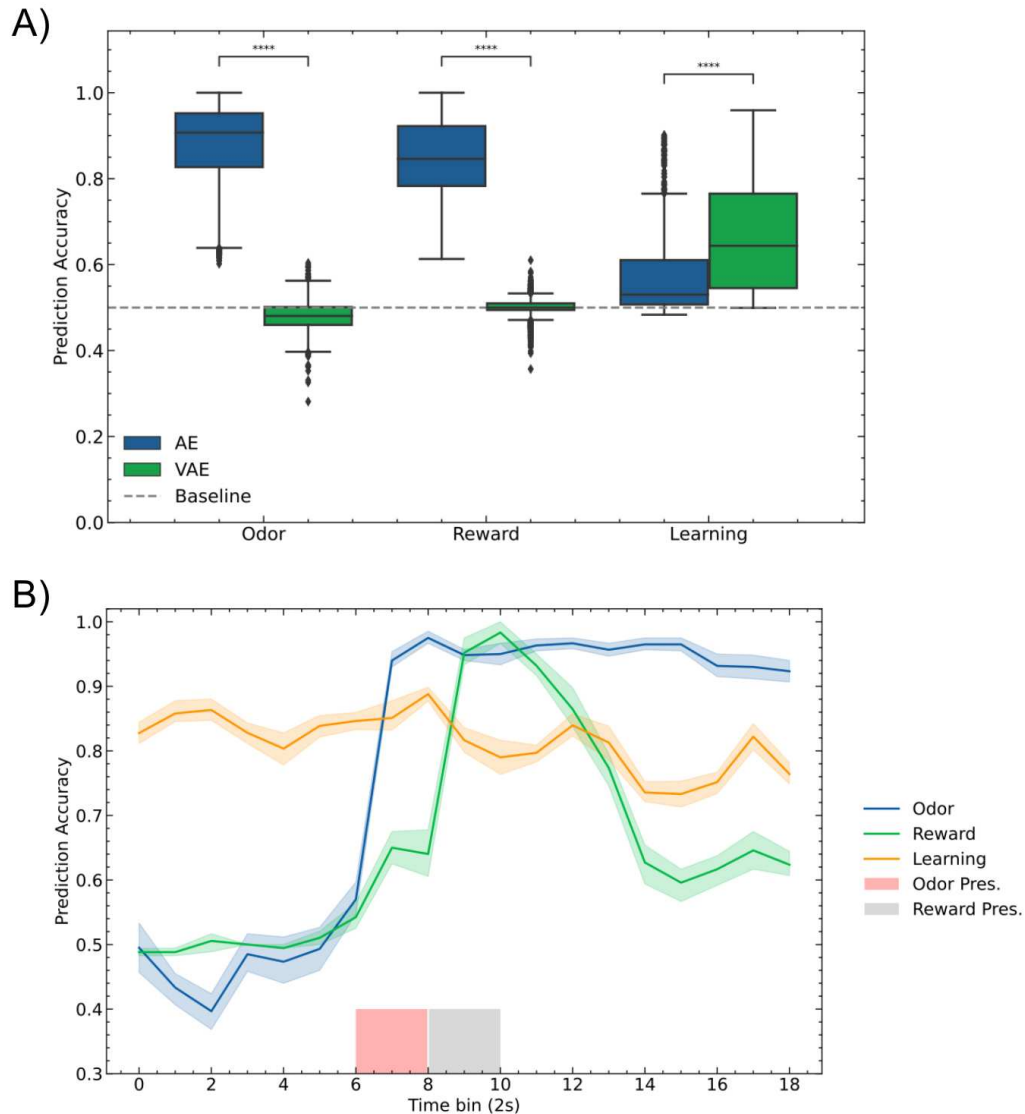 A)
****
****
****
1.0
0.8
0.6
0.4
0.2
0.0
Prediction Accuracy
AE
VAE
Baseline
Odor
Reward
Learning
B)
1.0
0.9
0.8
0.7
0.6
0.5
0.4
0.3
Prediction Accuracy
0 2 4 6 8 10 12 14 16 18
Time bin (2s)
Odor
Reward
Learning
Odor Pres.
Reward Pres.